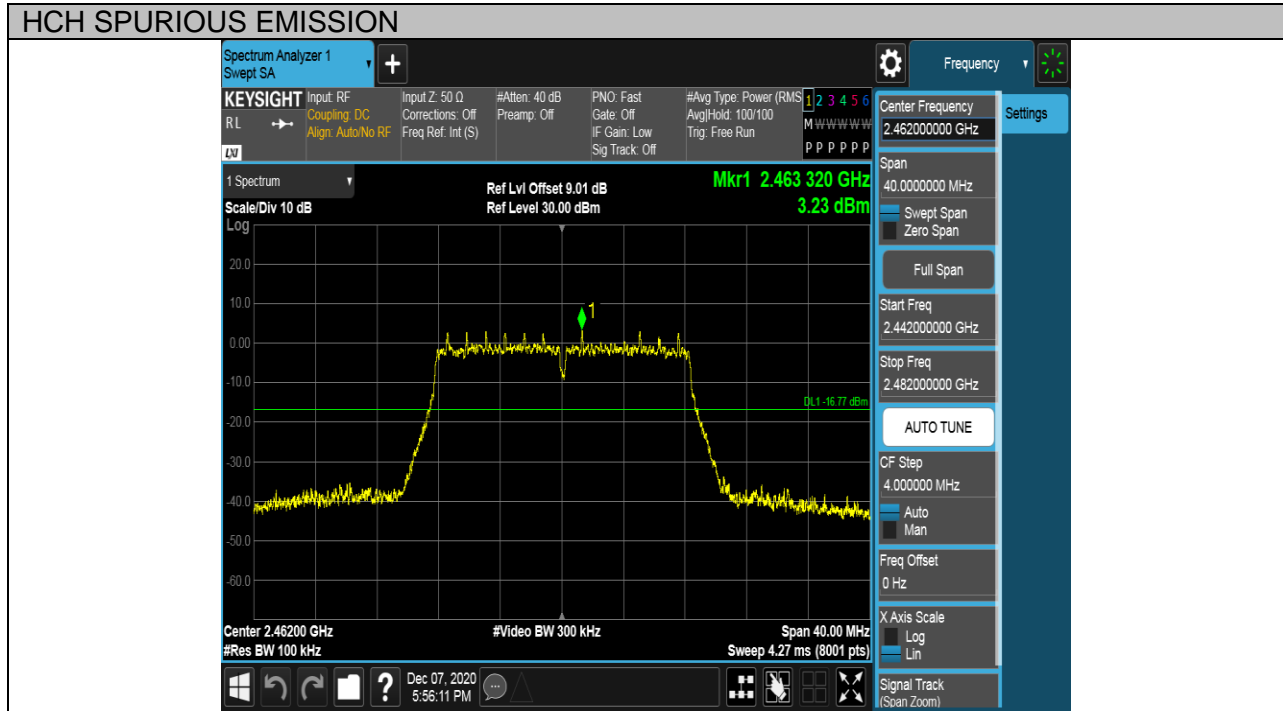 HCH SPURIOUS EMISSION
Spectrum Analyzer 1
Swept SA
+
Frequency
KEYSIGHT
RL
LXI
Input: RF
Coupling: DC
Align: Auto/No RF
Input Z: 50 Ω
Corrections: Off
Freq Ref: Int (S)
#Atten: 40 dB
Preamp: Off
PNO: Fast
Gate: Off
IF Gain: Low
Sig Track: Off
#Avg Type: Power (RMS
Avg|Hold: 100/100
Trig: Free Run
1 2 3 4 5 6
M W W W W W
P P P P P P
1 Spectrum
Scale/Div 10 dB
Ref Lvl Offset 9.01 dB
Ref Level 30.00 dBm
Mkr1 2.463 320 GHz
3.23 dBm
Log
20.0
10.0
0.00
-10.0
-20.0
-30.0
-40.0
-50.0
-60.0
1
DL1 -16.77 dBm
Center 2.46200 GHz
#Res BW 100 kHz
#Video BW 300 kHz
Span 40.00 MHz
Sweep 4.27 ms (8001 pts)
?
Dec 07, 2020
5:56:11 PM
Center Frequency
2.462000000 GHz
Settings
Span
40.0000000 MHz
Swept Span
Zero Span
Full Span
Start Freq
2.442000000 GHz
Stop Freq
2.482000000 GHz
AUTO TUNE
CF Step
4.000000 MHz
Auto
Man
Freq Offset
0 Hz
X Axis Scale
Log
Lin
Signal Track
(Span Zoom)